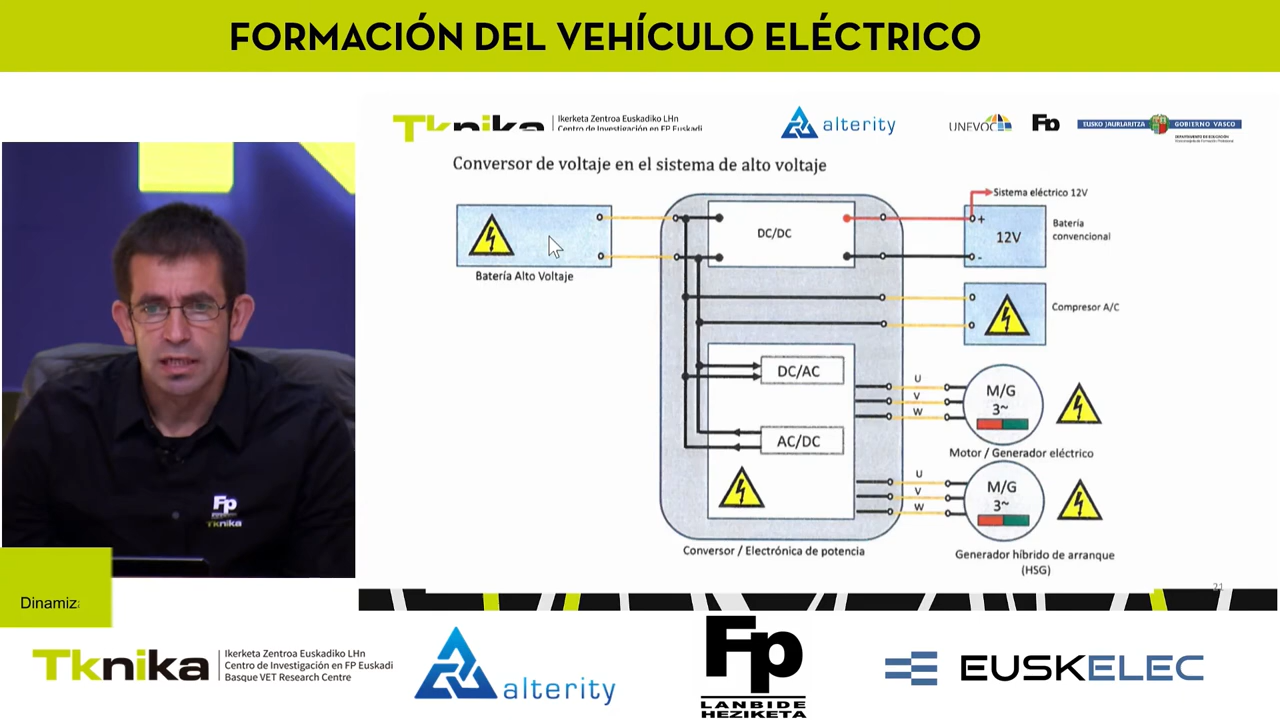 FORMACIÓN DEL VEHÍCULO ELÉCTRICO
Tknika
Ikerketa Zentroa Euskadiko LHn
Centro de Investigación en FP Euskadi
alterity
UNEVOC
Fp
EUSKO JAURLARITZA
GOBIERNO VASCO
Conversor de voltaje en el sistema de alto voltaje
Sistema eléctrico 12V
Batería Alto Voltaje
DC/DC
+
12V
-
Batería
convencional
Compresor A/C
DC/AC
AC/DC
U
V
W
M/G
3~
Motor / Generador eléctrico
U
V
W
M/G
3~
Conversor / Electrónica de potencia
Generador híbrido de arranque
(HSG)
21
Fp
Tknika
Dinamiz
Tknika
Ikerketa Zentroa Euskadiko LHn
Centro de Investigación en FP Euskadi
Basque VET Research Centre
alterity
Fp
LANBIDE
HEZIKETA
EUSKELEC